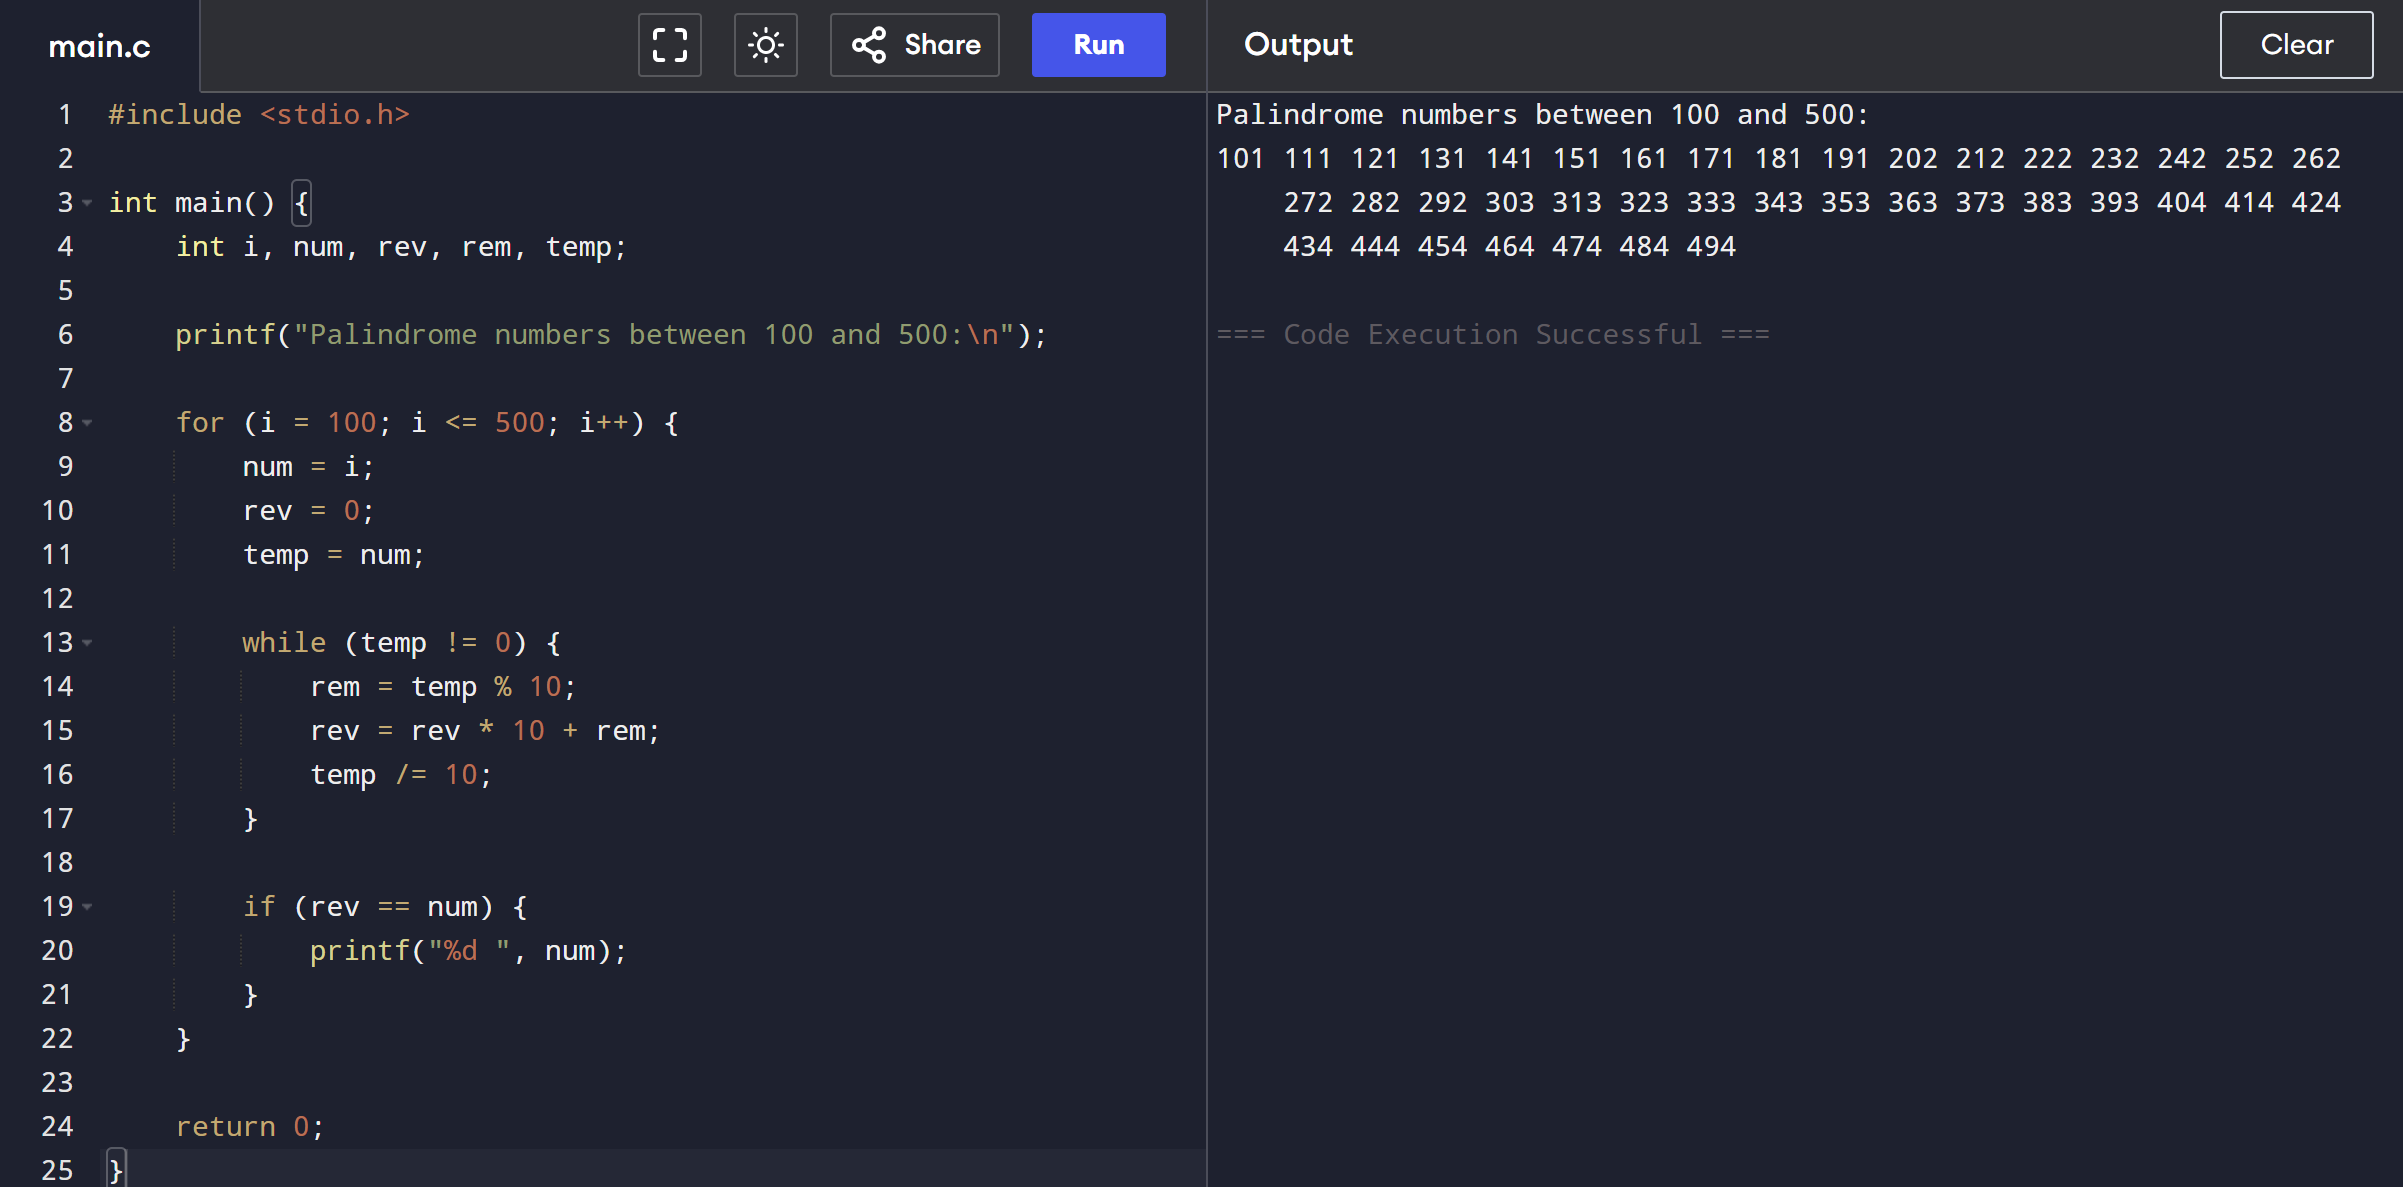 main.c
Share
Run
Output
Clear
1 #include <stdio.h>
2
3 int main() {
4     int i, num, rev, rem, temp;
5
6     printf("Palindrome numbers between 100 and 500:\n");
7
8     for (i = 100; i <= 500; i++) {
9         num = i;
10         rev = 0;
11         temp = num;
12
13         while (temp != 0) {
14             rem = temp % 10;
15             rev = rev * 10 + rem;
16             temp /= 10;
17         }
18
19         if (rev == num) {
20             printf("%d ", num);
21         }
22     }
23
24     return 0;
25 }
Palindrome numbers between 100 and 500:
101 111 121 131 141 151 161 171 181 191 202 212 222 232 242 252 262
272 282 292 303 313 323 333 343 353 363 373 383 393 404 414 424
434 444 454 464 474 484 494
=== Code Execution Successful ===